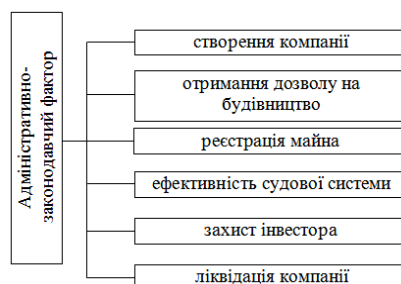 Адміністративно-
законодавчий фактор
створення компанії
отримання дозволу на
будівництво
реєстрація майна
ефективність судової системи
захист інвестора
ліквідація компанії